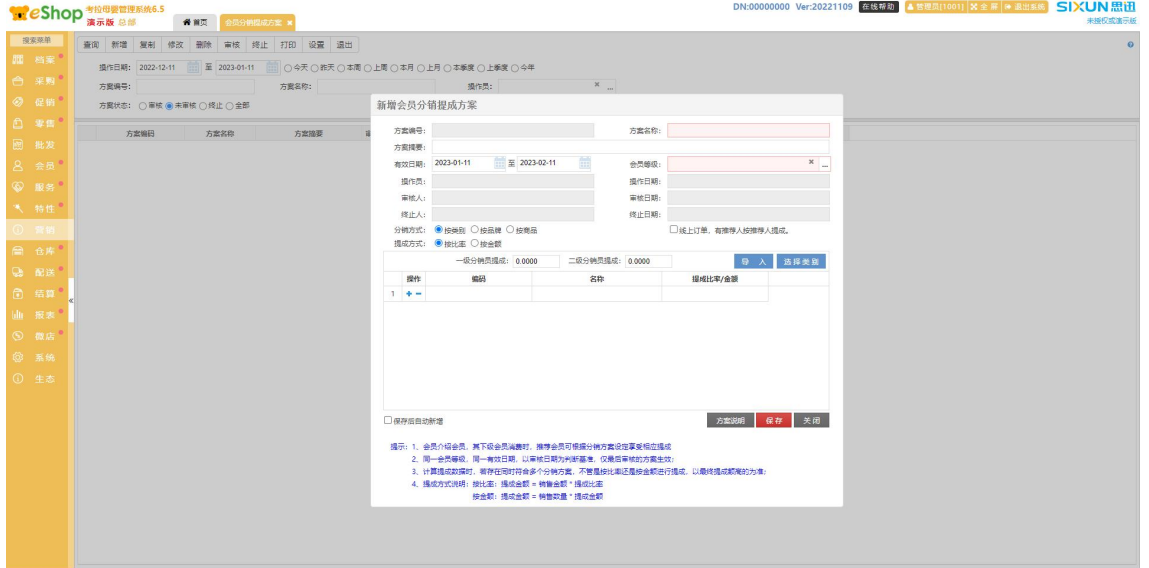 eShop 考拉母婴管理系统6.5
演示版 总部
首页 会员分销提成方案
DN:00000000 Ver:20221109 在线帮助 管理员[1001] 全屏 退出系统
SIXUN思迅
未授权或演示版
搜索菜单
档案
采购
促销
零售
批发
会员
服务
特性
营销
仓库
配送
结算
报表
微店
系统
生态
查询 新增 复制 修改 删除 审核 终止 打印 设置 退出
操作日期: 2022-12-11 至 2023-01-11 今天 昨天 本周 上周 本月 上月 本季度 上季度 今年
方案编号: 方案名称: 操作员: ...
方案状态: 审核 未审核 终止 全部
方案编码 方案名称 方案摘要
新增会员分销提成方案
方案编号: 方案名称:
方案摘要:
有效日期: 2023-01-11 至 2023-02-11 会员等级: ...
操作员: 操作日期:
审核人: 审核日期:
终止人: 终止日期:
分销方式: 按类别 按品牌 按商品 线上订单，有推荐人按推荐人提成。
提成方式: 按比率 按金额
一级分销员提成: 0.0000 二级分销员提成: 0.0000 导 入 选择类别
操作 编码 名称 提成比率/金额
1
保存后自动新增 方案说明 保存 关闭
提示: 1、会员介绍会员，其下级会员消费时，推荐会员可根据分销方案设定享受相应提成
2、同一会员等级，同一有效日期，以审核日期为判断基准，仅最后审核的方案生效；
3、计算提成数据时，若存在同时符合多个分销方案，不管是按比率还是按金额进行提成，以最终提成额高的为准；
4、提成方式说明: 按比率: 提成金额 = 销售金额 * 提成比率
按金额: 提成金额 = 销售数量 * 提成金额